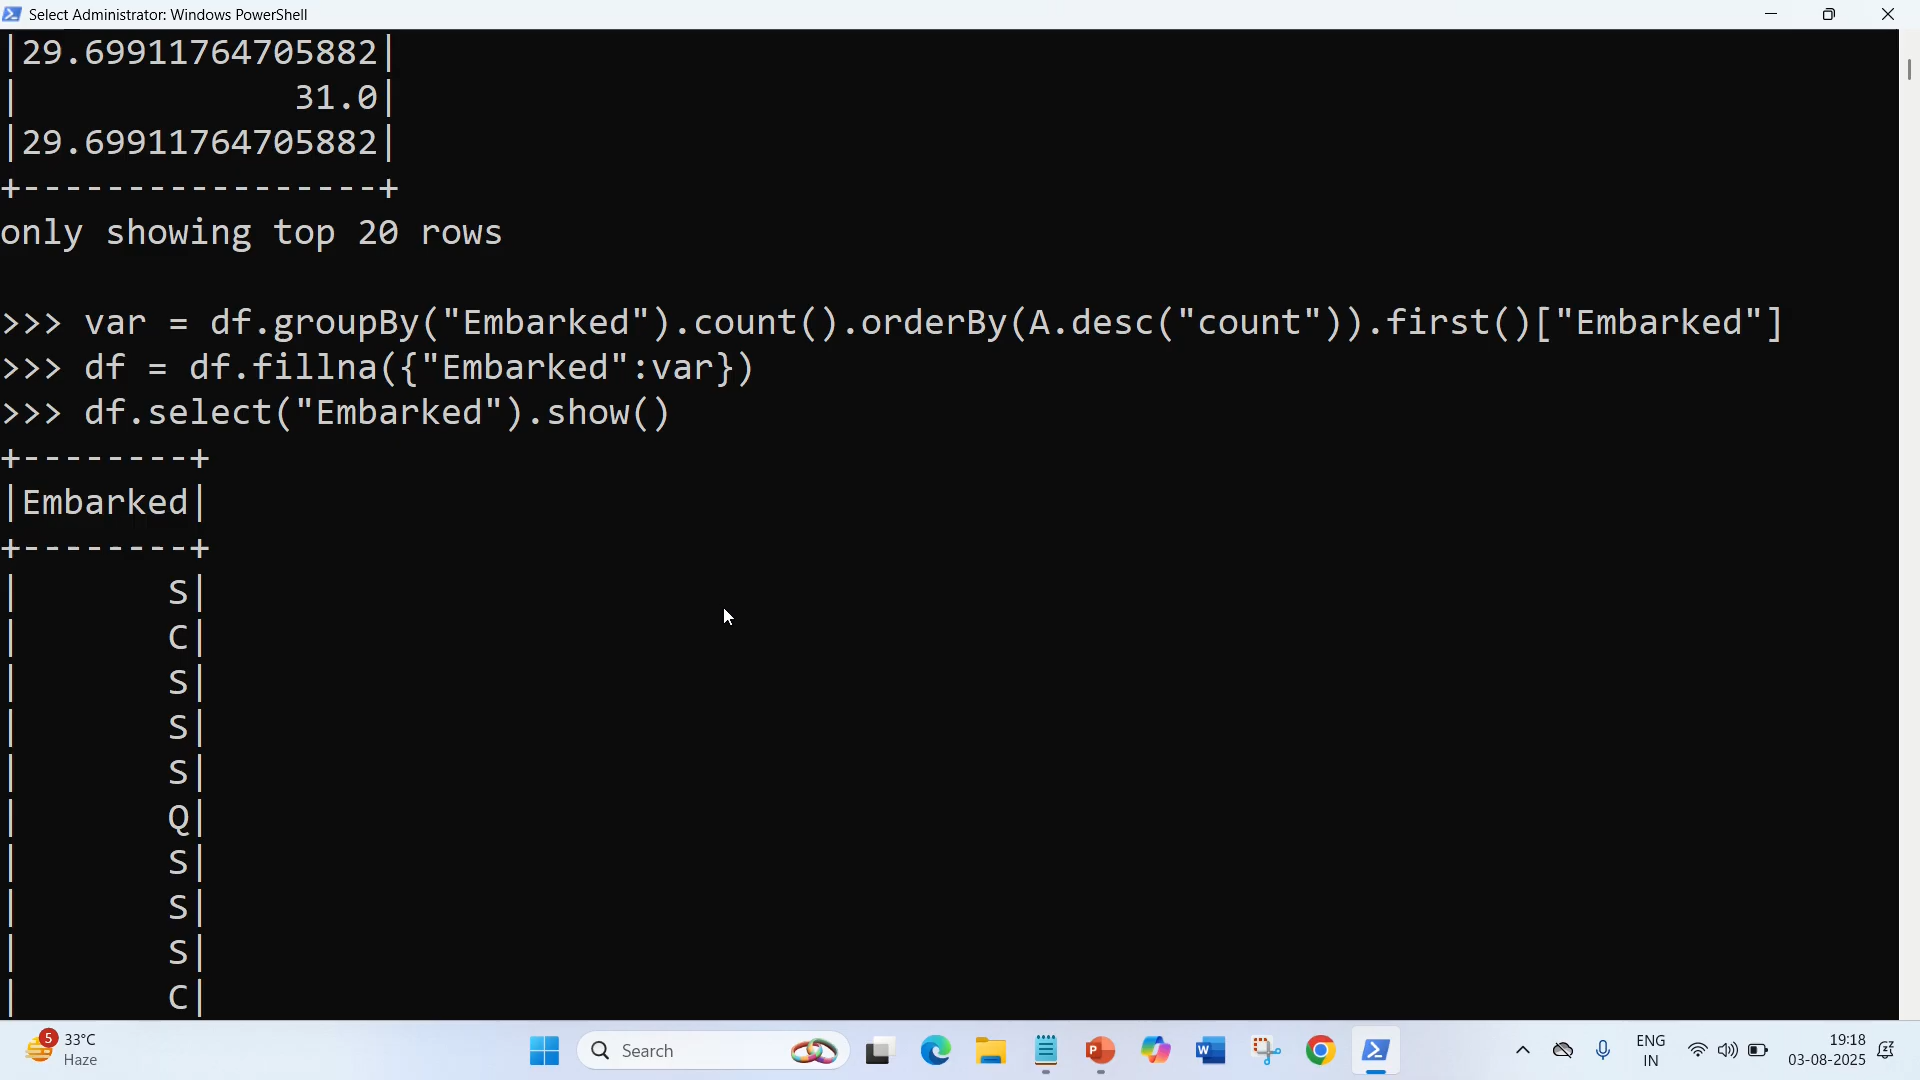 Select Administrator: Windows PowerShell
|29.69911764705882|
|             31.0|
|29.69911764705882|
+-----------------+
only showing top 20 rows
>>> var = df.groupBy("Embarked").count().orderBy(A.desc("count")).first()["Embarked"]
>>> df = df.fillna({"Embarked":var})
>>> df.select("Embarked").show()
+--------+
|Embarked|
+--------+
|       S|
|       C|
|       S|
|       S|
|       S|
|       Q|
|       S|
|       S|
|       S|
|       C|
5
33°C
Haze
Search
ENG
IN
19:18
03-08-2025